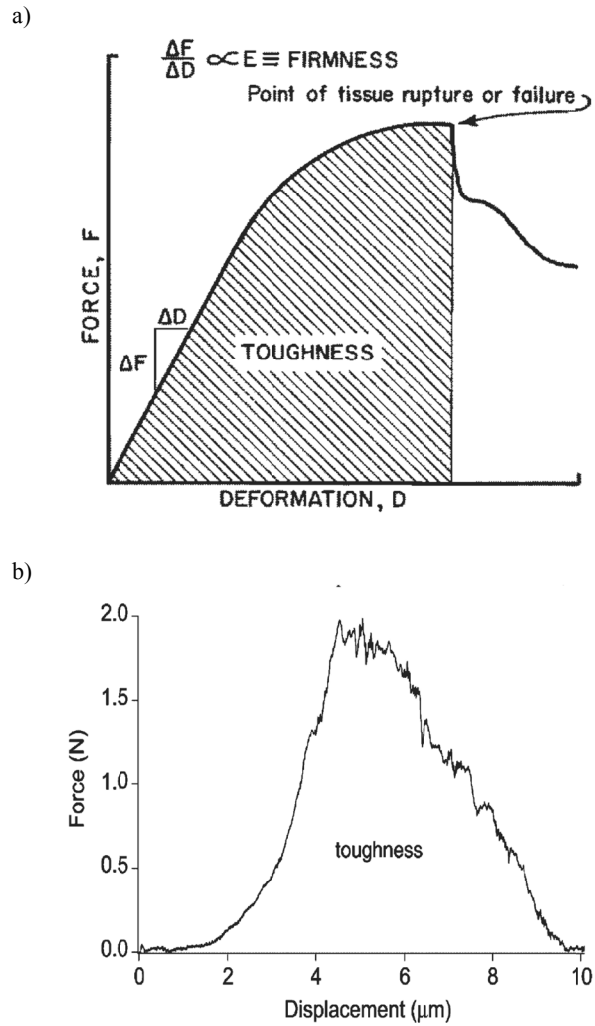 a)
ΔF
ΔD ∝ E ≡ FIRMNESS
Point of tissue rupture or failure
FORCE, F
ΔD
ΔF
TOUGHNESS
DEFORMATION, D
b)
2.0
1.5
1.0
0.5
0.0
Force (N)
toughness
0 2 4 6 8 10
Displacement (μm)